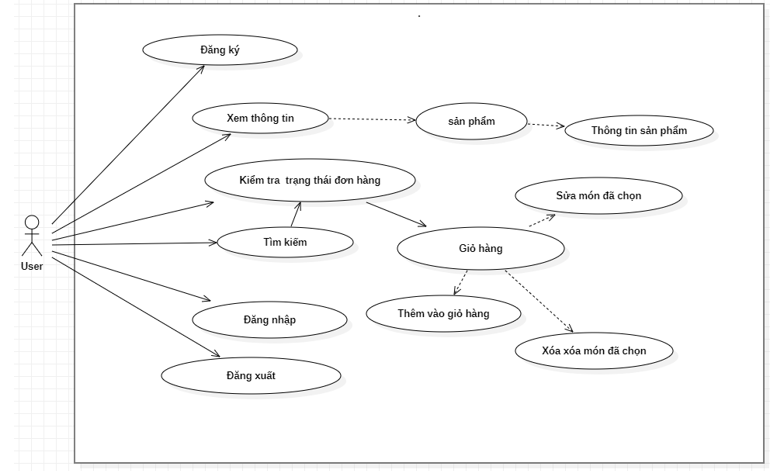 Đăng ký
Xem thông tin
sản phẩm
Thông tin sản phẩm
Kiểm tra trạng thái đơn hàng
Sửa món đã chọn
Tìm kiếm
Giỏ hàng
User
Thêm vào giỏ hàng
Đăng nhập
Xóa xóa món đã chọn
Đăng xuất